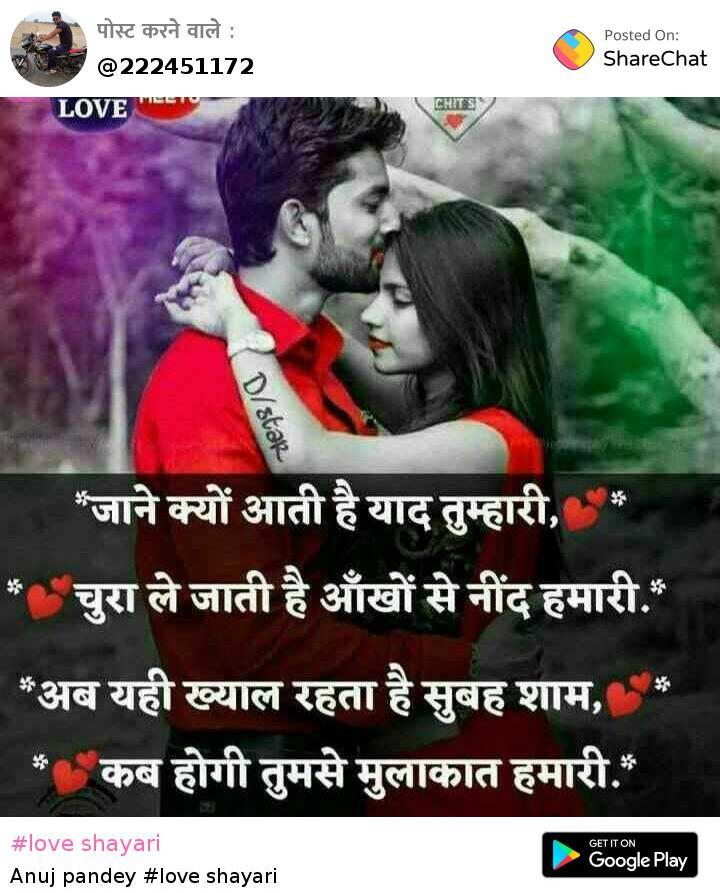 पोस्ट करने वाले :
@222451172
Posted On:
ShareChat
LOVE
CHIT'S
D/star
*जाने क्यों आती है याद तुम्हारी,💕*
*💕चुरा ले जाती है आँखों से नींद हमारी.*
*अब यही ख्याल रहता है सुबह शाम,💕*
*💕कब होगी तुमसे मुलाकात हमारी.*
#love shayari
Anuj pandey #love shayari
GET IT ON
Google Play